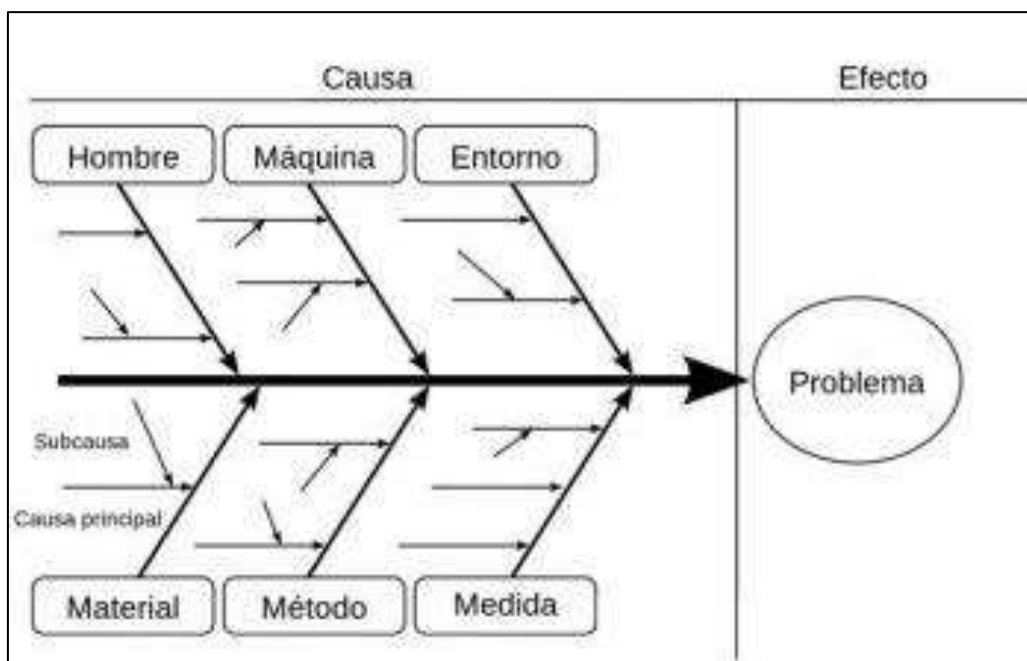 Causa
Efecto
Hombre
Máquina
Entorno
Problema
Subcausa
Causa principal
Material
Método
Medida